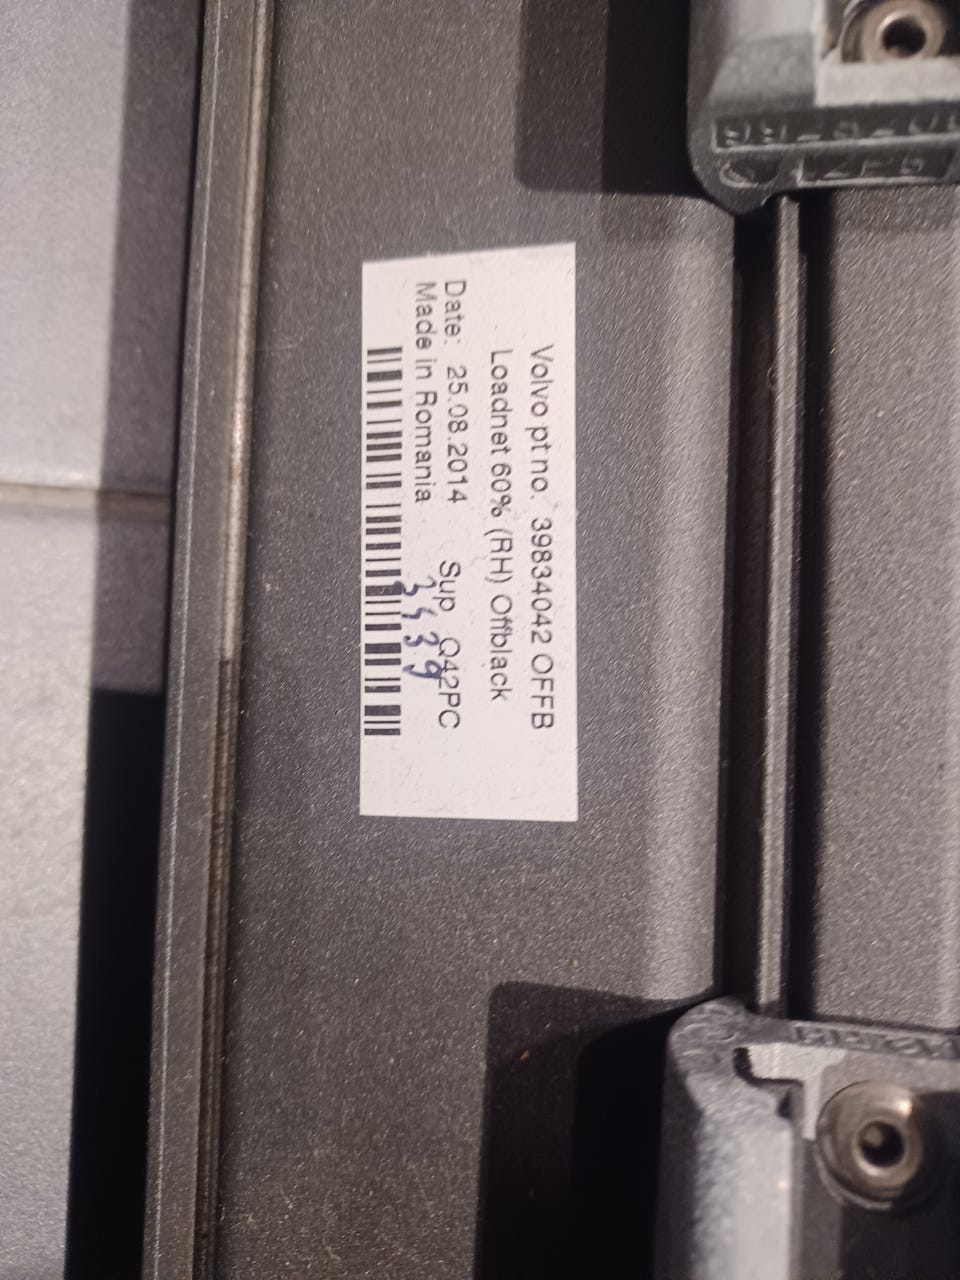 Volvo pt no. 39834042 OFFB
Loadnet 60% (RH) Offblack
Date: 25.08.2014 Sup Q42PC
Made in Romania